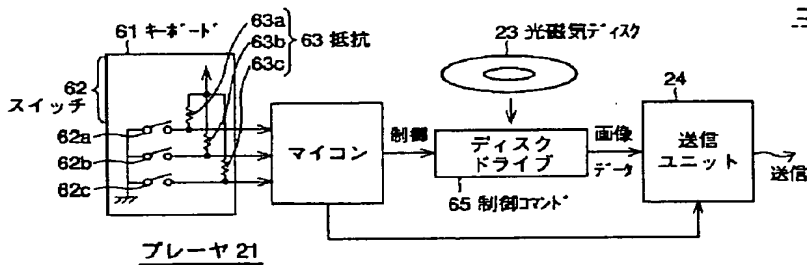 63a
63b
63c
63 抵抗
61 キーボード
62
スイッチ
62a
62b
62c
マイコン
制御
23 光磁気ディスク
ディスク
ドライブ
65 制御コマンド
画像
データ
24
送信
ユニット
送信
プレーヤ 21